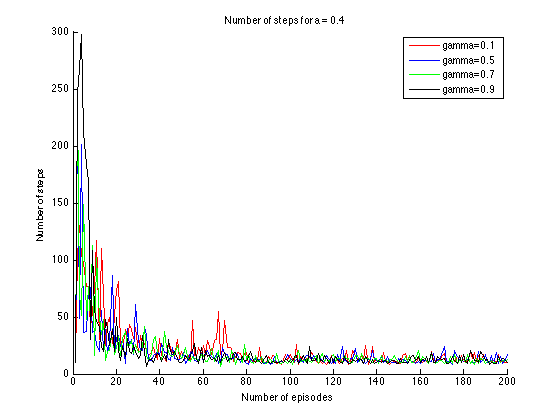 Number of steps for a = 0.4
gamma=0.1
gamma=0.5
gamma=0.7
gamma=0.9
Number of steps
300
250
200
150
100
50
0
0 20 40 60 80 100 120 140 160 180 200
Number of episodes